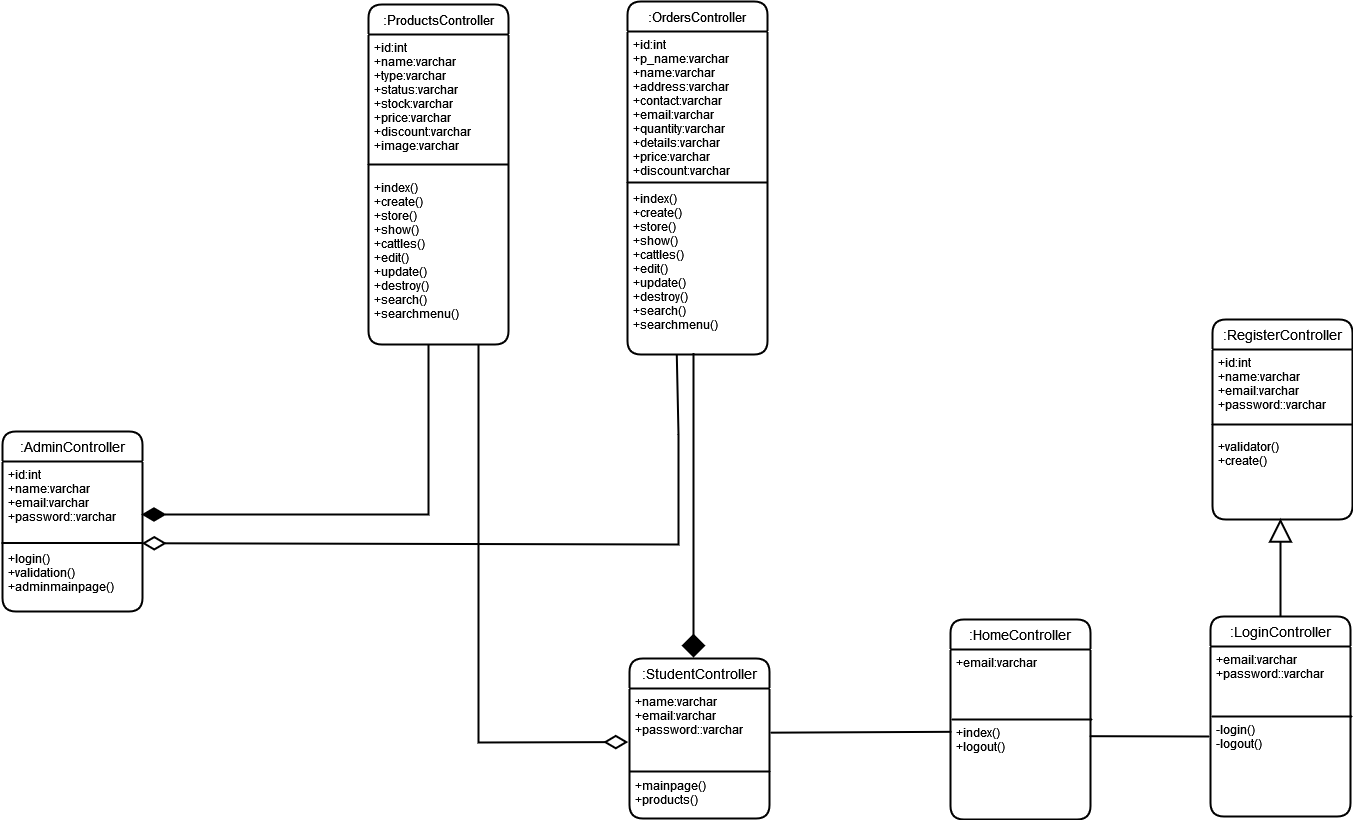 :ProductsController
+id:int
+name:varchar
+type:varchar
+status:varchar
+stock:varchar
+price:varchar
+discount:varchar
+image:varchar
+index()
+create()
+store()
+show()
+cattles()
+edit()
+update()
+destroy()
+search()
+searchmenu()
:OrdersController
+id:int
+p_name:varchar
+name:varchar
+address:varchar
+contact:varchar
+email:varchar
+quantity:varchar
+details:varchar
+price:varchar
+discount:varchar
+index()
+create()
+store()
+show()
+cattles()
+edit()
+update()
+destroy()
+search()
+searchmenu()
:RegisterController
+id:int
+name:varchar
+email:varchar
+password::varchar
+validator()
+create()
:AdminController
+id:int
+name:varchar
+email:varchar
+password::varchar
+login()
+validation()
+adminmainpage()
:StudentController
+name:varchar
+email:varchar
+password::varchar
+mainpage()
+products()
:HomeController
+email:varchar
+index()
+logout()
:LoginController
+email:varchar
+password::varchar
-login()
-logout()